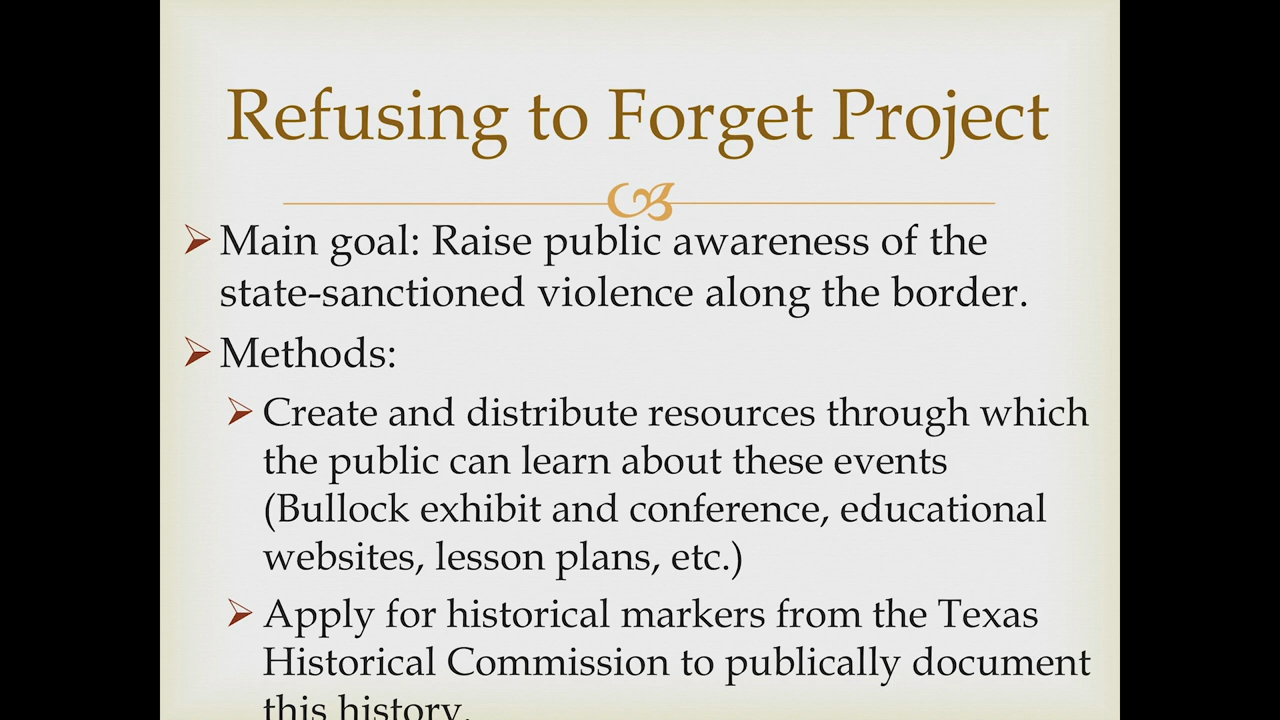 Refusing to Forget Project
Main goal: Raise public awareness of the
state-sanctioned violence along the border.
Methods:
Create and distribute resources through which
the public can learn about these events
(Bullock exhibit and conference, educational
websites, lesson plans, etc.)
Apply for historical markers from the Texas
Historical Commission to publically document
this history.